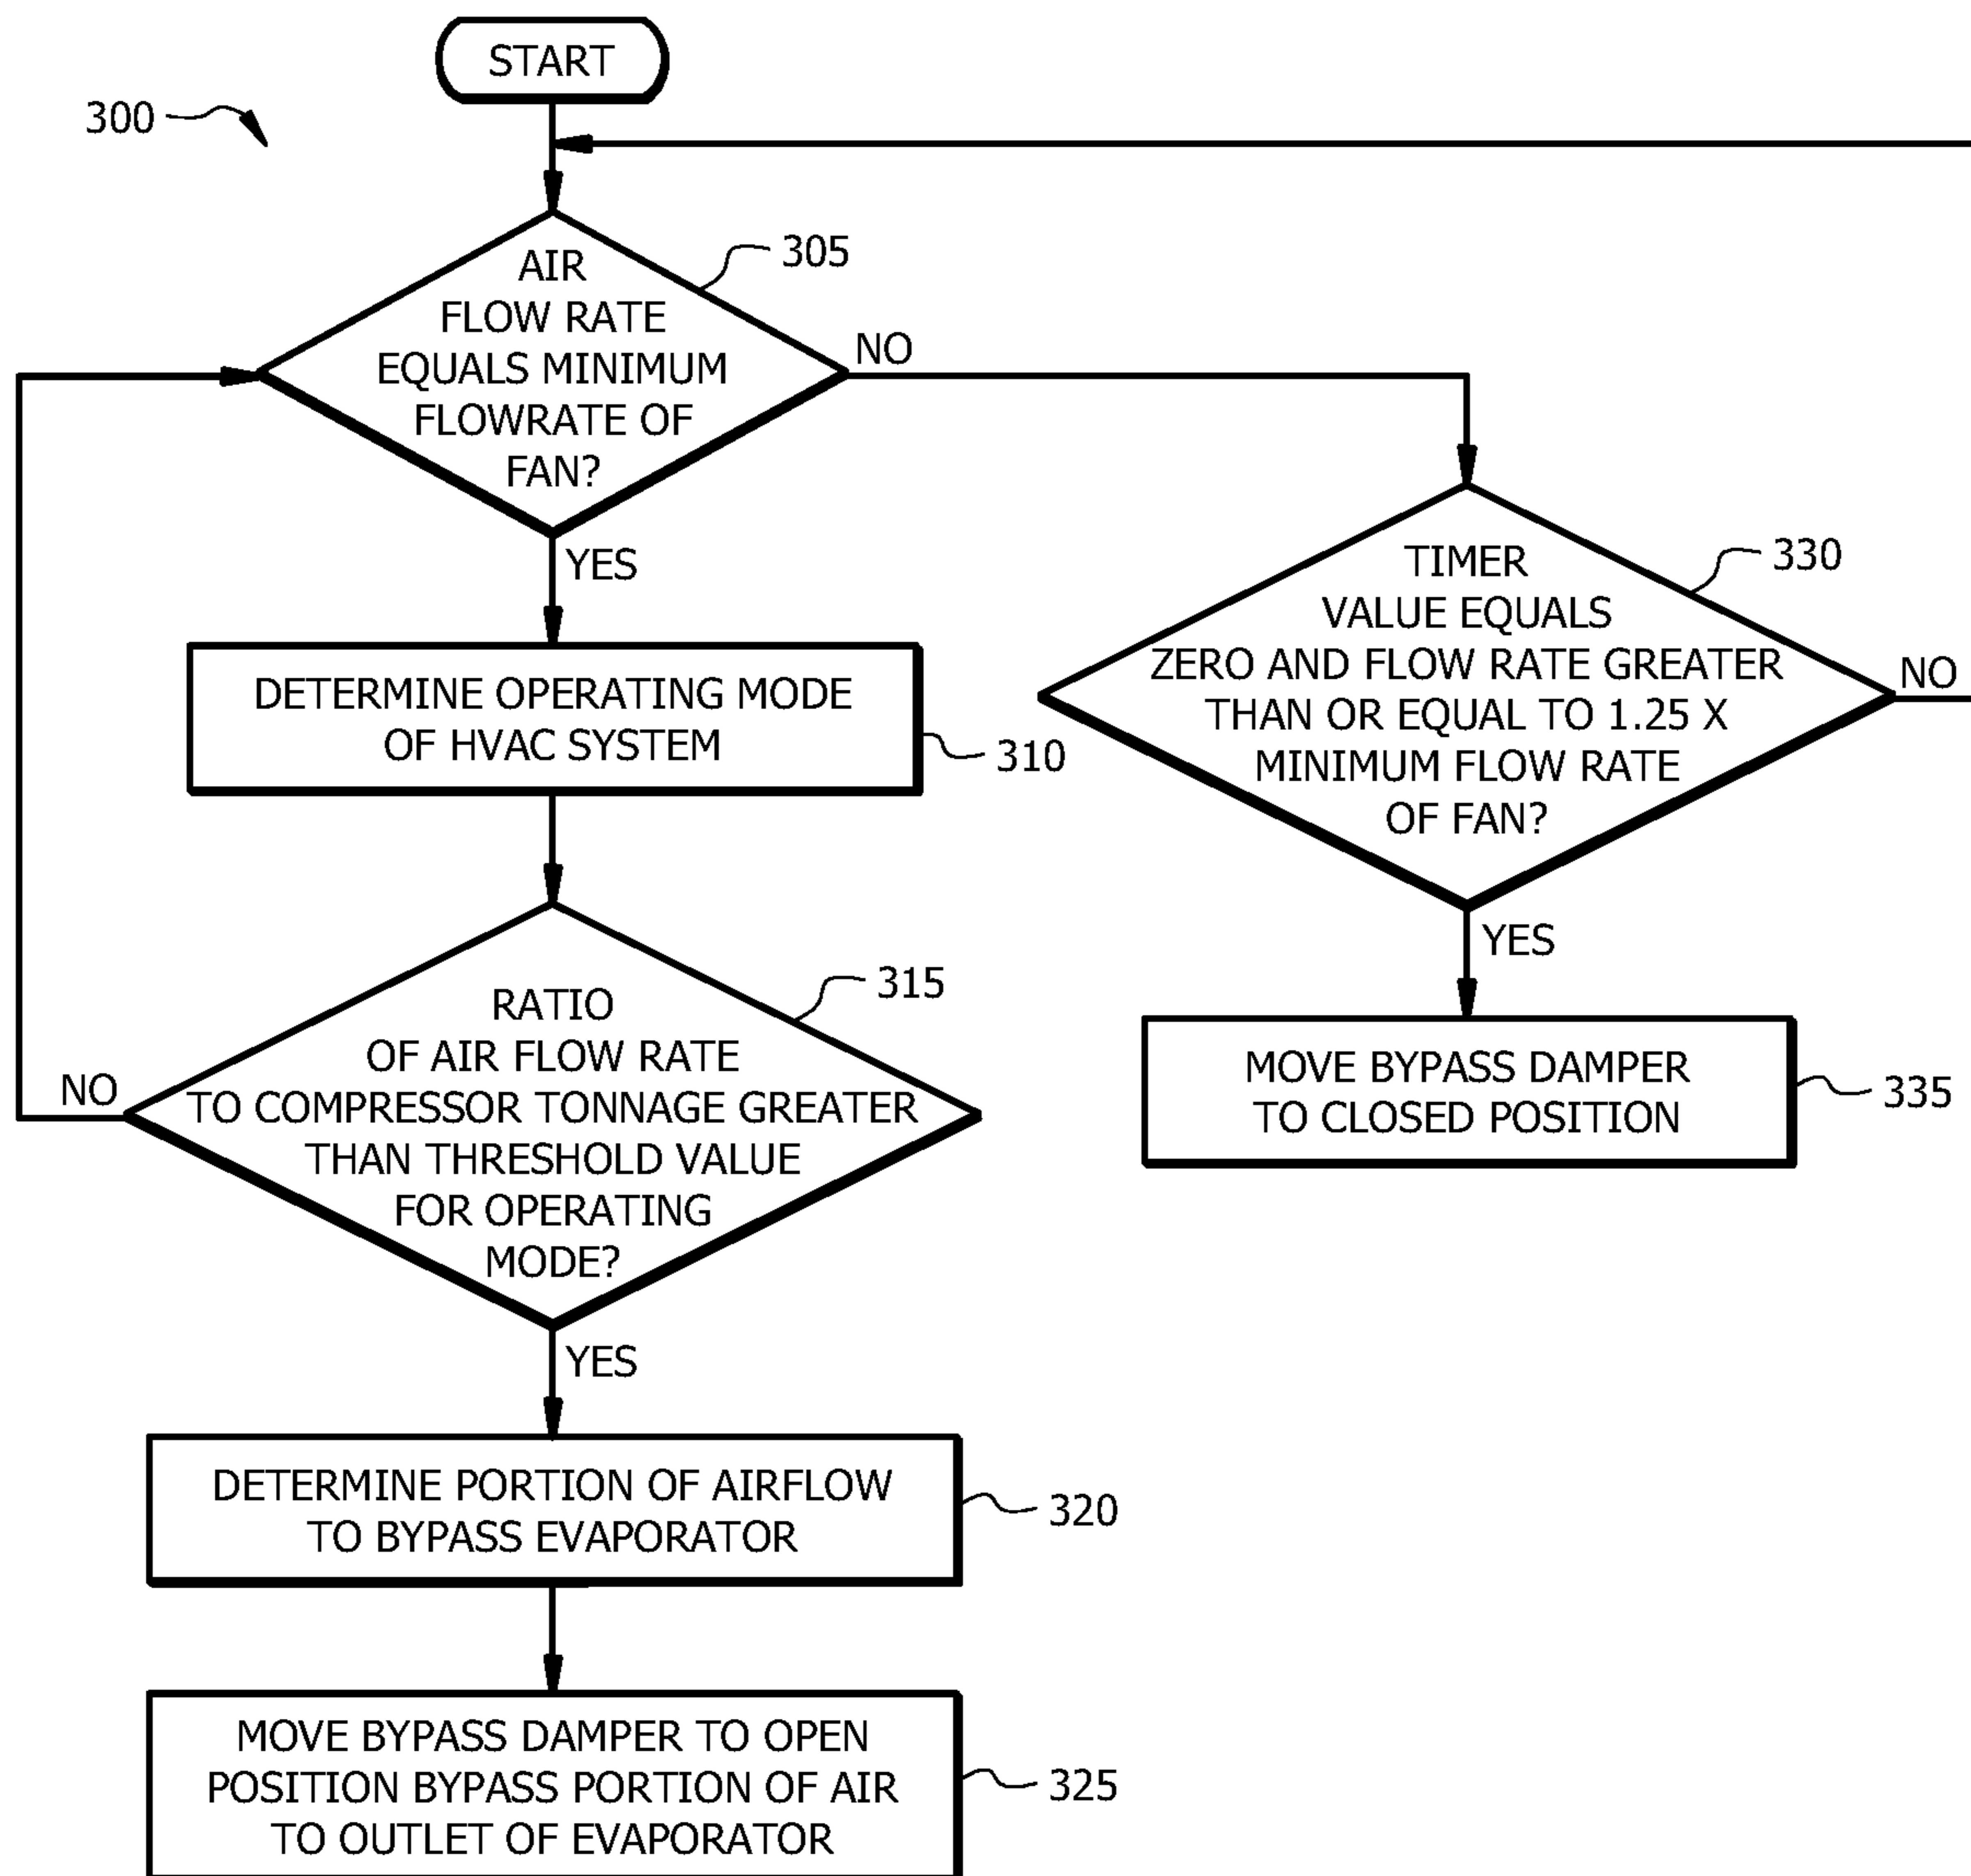 START
300
AIR
FLOW RATE
EQUALS MINIMUM
FLOWRATE OF
FAN?
305
NO
YES
DETERMINE OPERATING MODE
OF HVAC SYSTEM
310
TIMER
VALUE EQUALS
ZERO AND FLOW RATE GREATER
THAN OR EQUAL TO 1.25 X
MINIMUM FLOW RATE
OF FAN?
330
NO
YES
MOVE BYPASS DAMPER
TO CLOSED POSITION
335
RATIO
OF AIR FLOW RATE
TO COMPRESSOR TONNAGE GREATER
THAN THRESHOLD VALUE
FOR OPERATING
MODE?
315
NO
YES
DETERMINE PORTION OF AIRFLOW
TO BYPASS EVAPORATOR
320
MOVE BYPASS DAMPER TO OPEN
POSITION BYPASS PORTION OF AIR
TO OUTLET OF EVAPORATOR
325